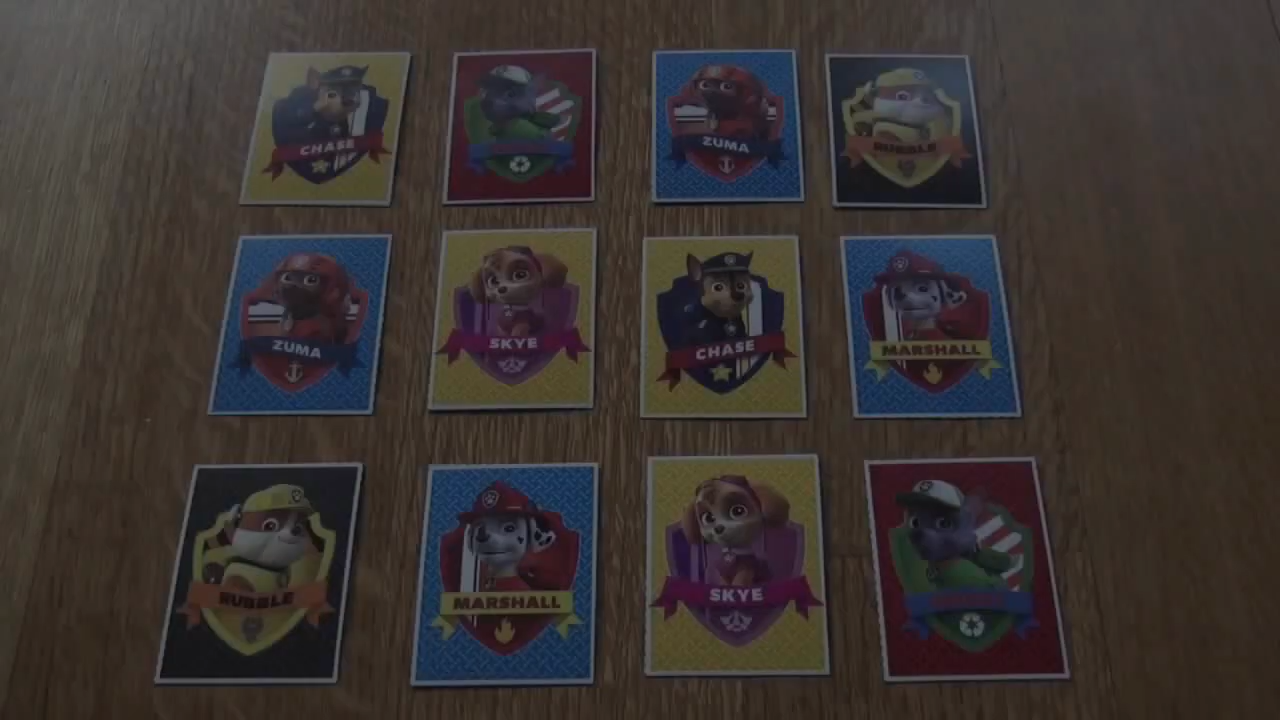 CHASE
ZUMA
RUBBLE
ZUMA
SKYE
CHASE
MARSHALL
RUBBLE
MARSHALL
SKYE